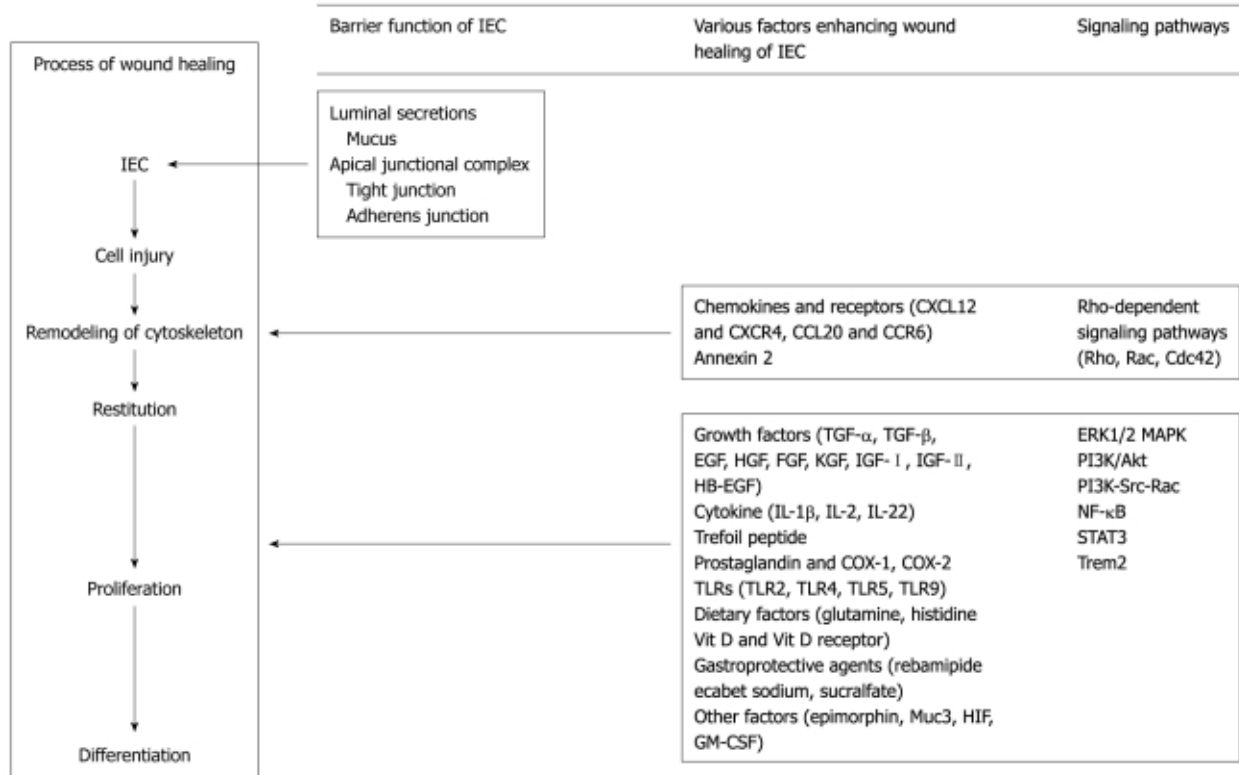 Barrier function of IEC
Various factors enhancing wound
healing of IEC
Signaling pathways
Process of wound healing
IEC
Cell injury
Remodeling of cytoskeleton
Restitution
Proliferation
Differentiation
Luminal secretions
Mucus
Apical junctional complex
Tight junction
Adherens junction
Chemokines and receptors (CXCL12
and CXCR4, CCL20 and CCR6)
Annexin 2
Rho-dependent
signaling pathways
(Rho, Rac, Cdc42)
Growth factors (TGF-α, TGF-β,
EGF, HGF, FGF, KGF, IGF-Ⅰ, IGF-Ⅱ,
HB-EGF)
Cytokine (IL-1β, IL-2, IL-22)
Trefoil peptide
Prostaglandin and COX-1, COX-2
TLRs (TLR2, TLR4, TLR5, TLR9)
Dietary factors (glutamine, histidine
Vit D and Vit D receptor)
Gastroprotective agents (rebamipide
ecabet sodium, sucralfate)
Other factors (epimorphin, Muc3, HIF,
GM-CSF)
ERK1/2 MAPK
PI3K/Akt
PI3K-Src-Rac
NF-κB
STAT3
Trem2